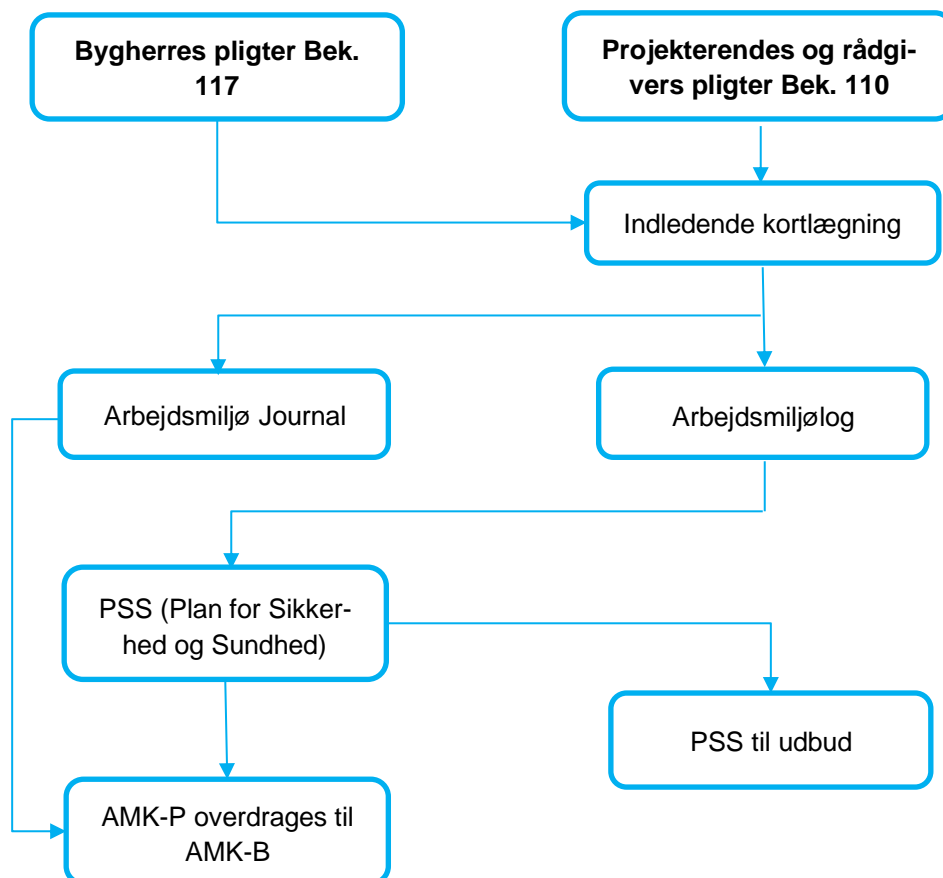 Bygherres pligter Bek.
117
Projekterendes og rådgi-
vers pligter Bek. 110
Indledende kortlægning
Arbejdsmiljø Journal
Arbejdsmiljølog
PSS (Plan for Sikker-
hed og Sundhed)
PSS til udbud
AMK-P overdrages til
AMK-B